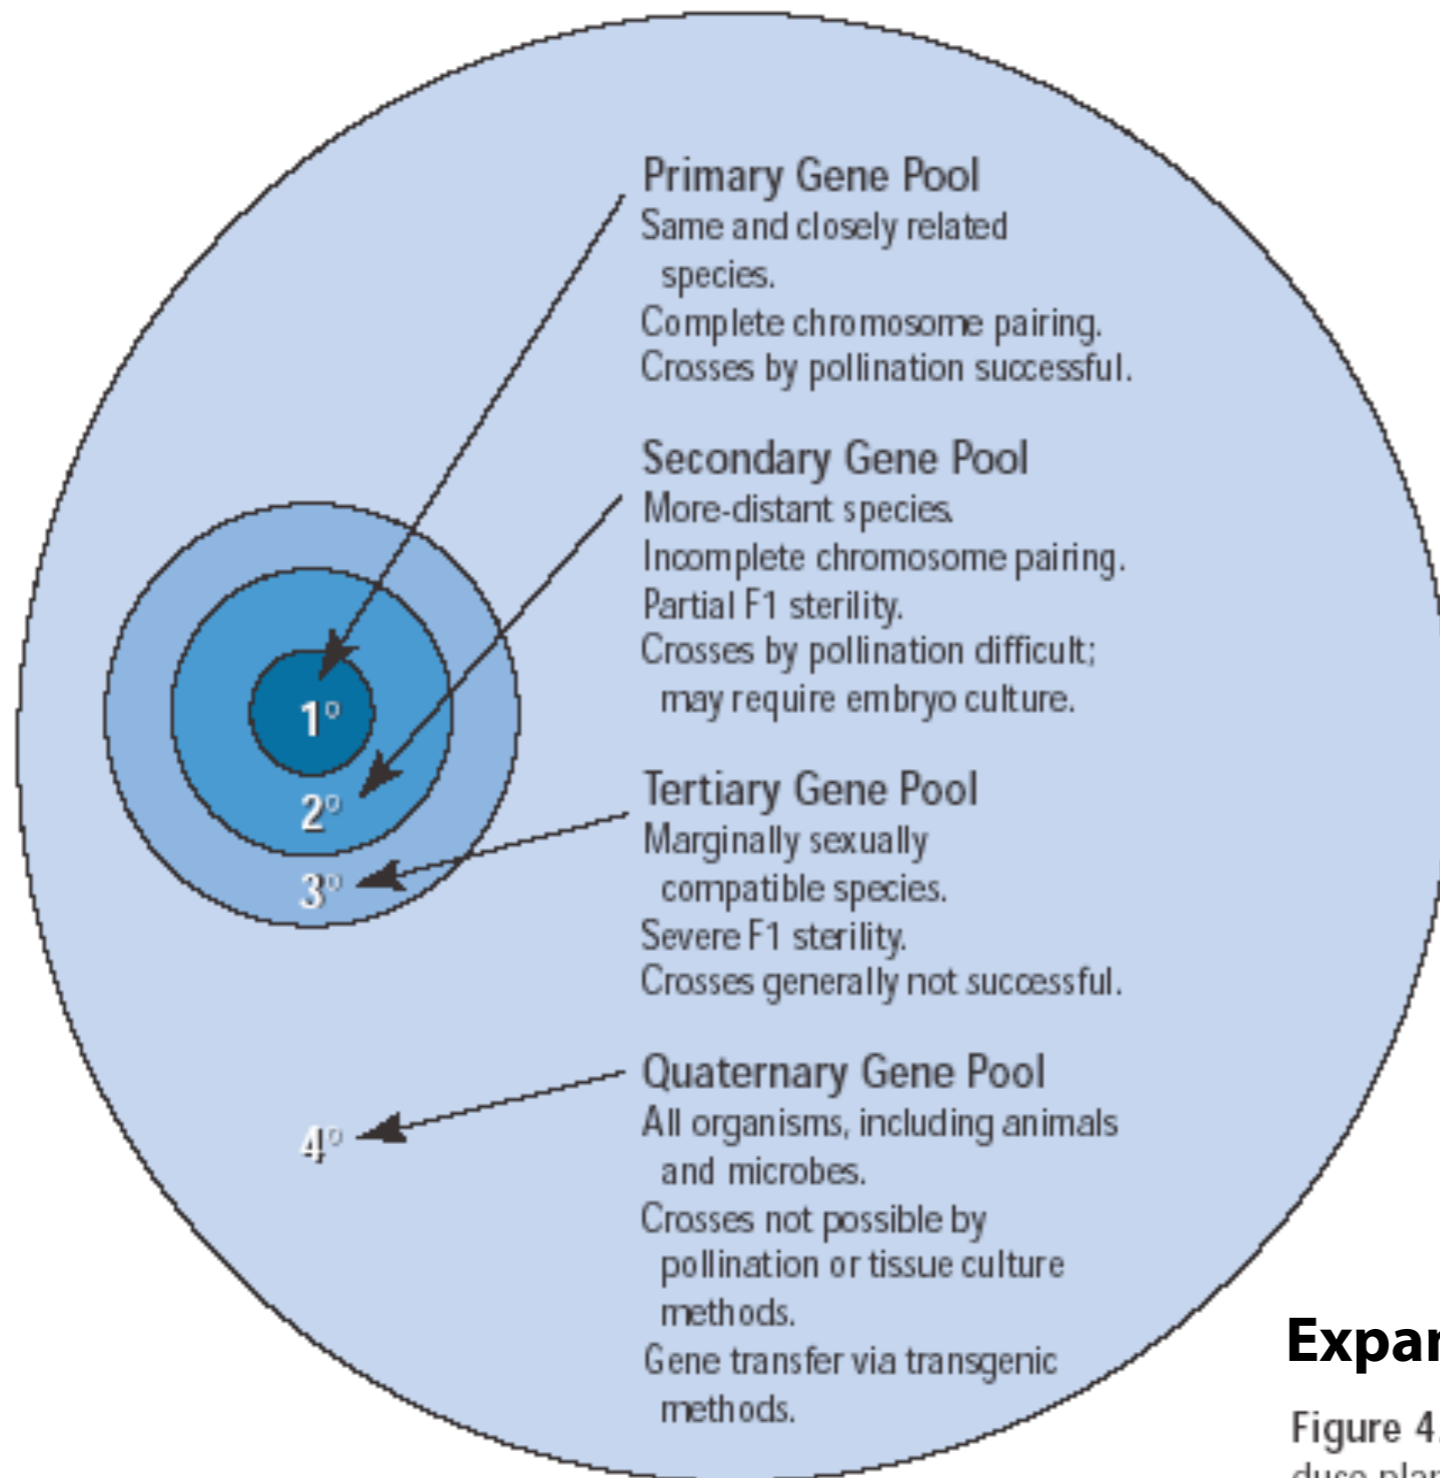 Primary Gene Pool
Same and closely related
species.
Complete chromosome pairing.
Crosses by pollination successful.
Secondary Gene Pool
More-distant species.
Incomplete chromosome pairing.
Partial F1 sterility.
Crosses by pollination difficult;
may require embryo culture.
1°
2°
3°
Tertiary Gene Pool
Marginally sexually
compatible species.
Severe F1 sterility.
Crosses generally not successful.
4°
Quaternary Gene Pool
All organisms, including animals
and microbes.
Crosses not possible by
pollination or tissue culture
methods.
Gene transfer via transgenic
methods.
Figure 4